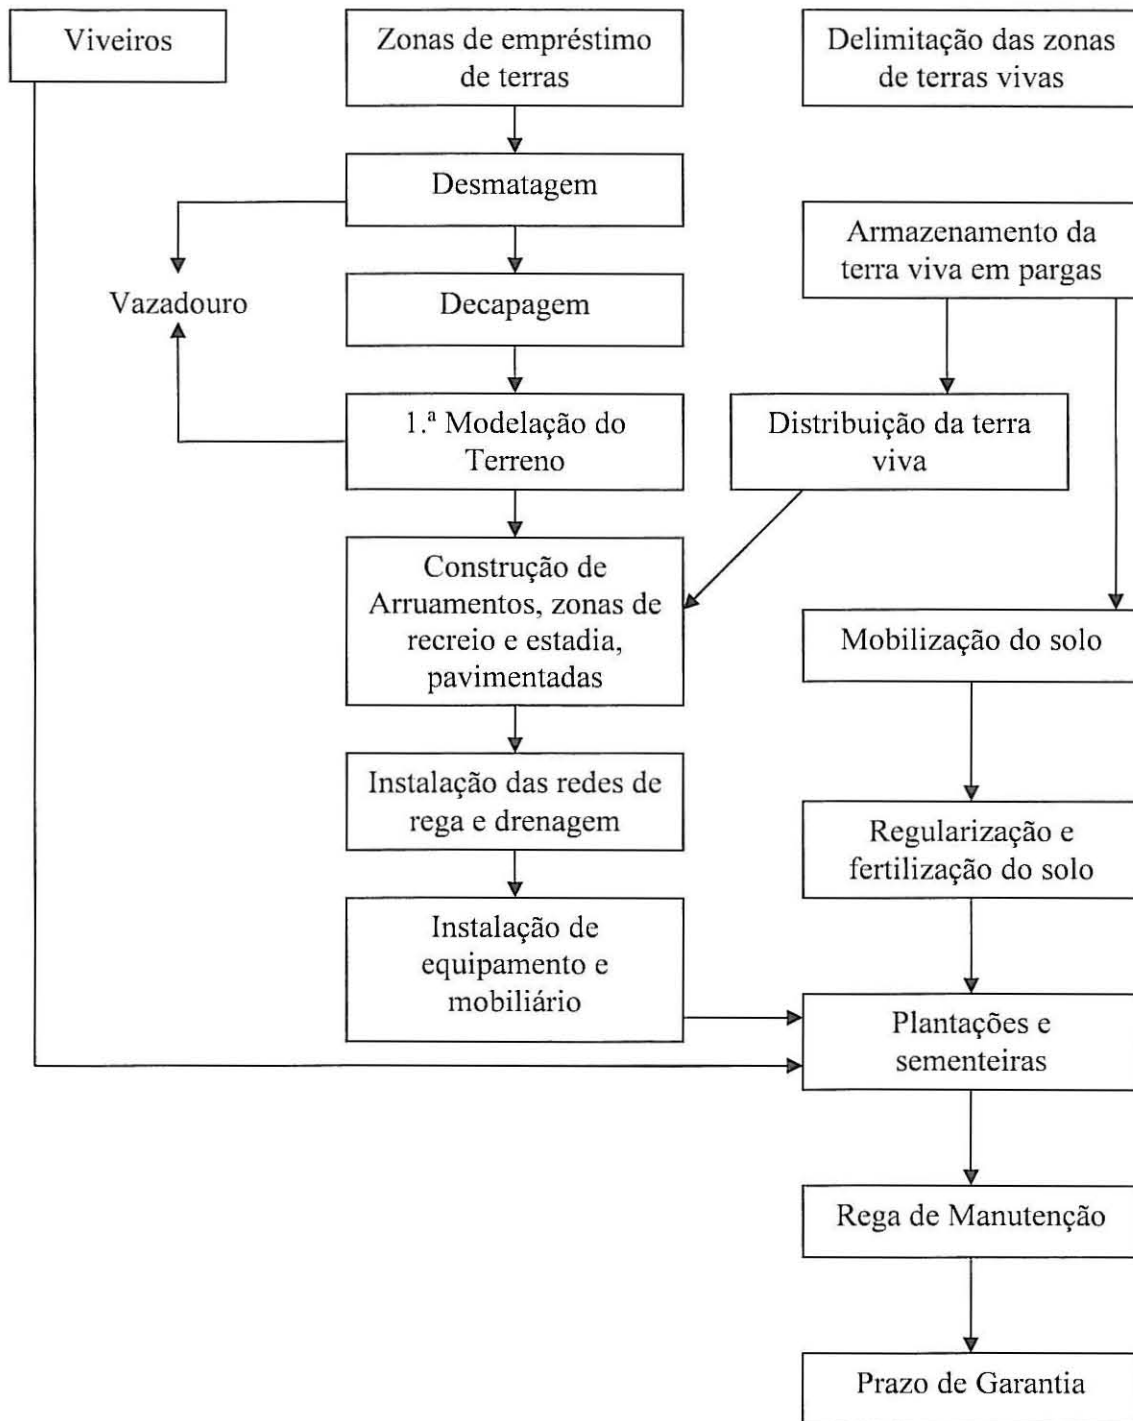 Viveiros
Zonas de empréstimo
de terras
Delimitação das zonas
de terras vivas
Desmatagem
Armazenamento da
terra viva em pargas
Vazadouro
Decapagem
1.ª Modelação do
Terreno
Distribuição da terra
viva
Construção de
Arruamentos, zonas de
recreio e estadia,
pavimentadas
Mobilização do solo
Instalação das redes de
rega e drenagem
Regularização e
fertilização do solo
Instalação de
equipamento e
mobiliário
Plantações e
sementeiras
Rega de Manutenção
Prazo de Garantia